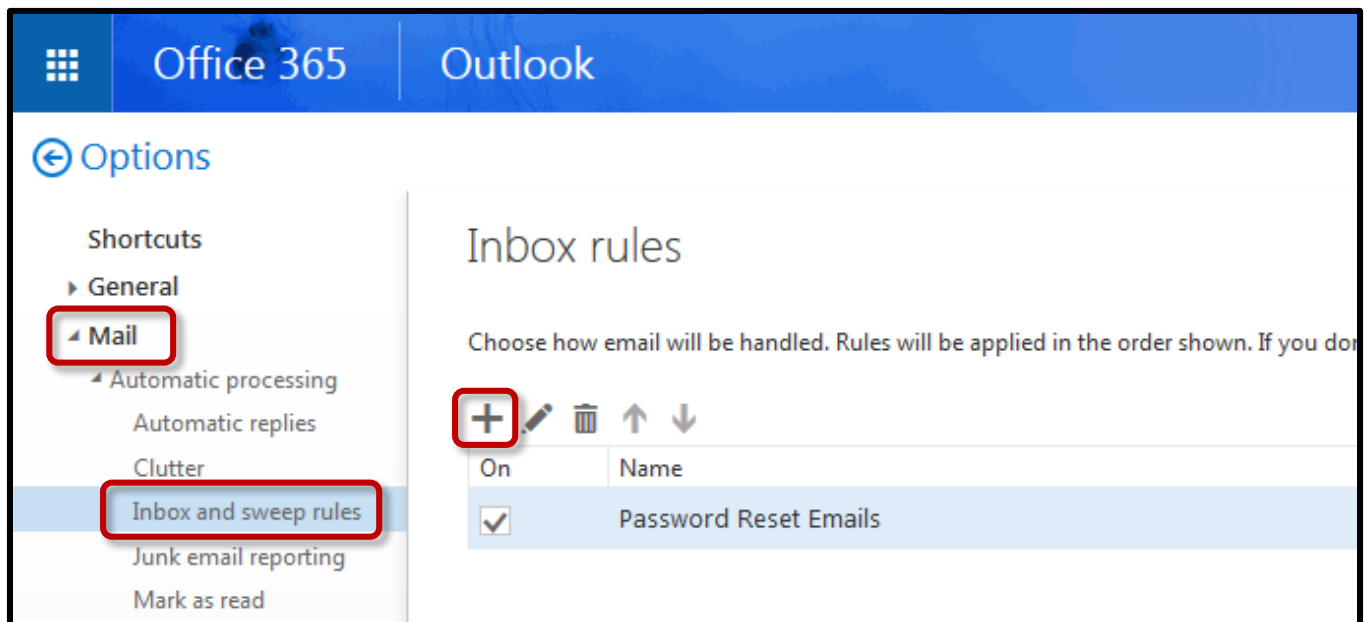 Office 365
Outlook
Options
Shortcuts
General
Mail
Automatic processing
Automatic replies
Clutter
Inbox and sweep rules
Junk email reporting
Mark as read
Inbox rules
Choose how email will be handled. Rules will be applied in the order shown. If you
On Name
Password Reset Emails